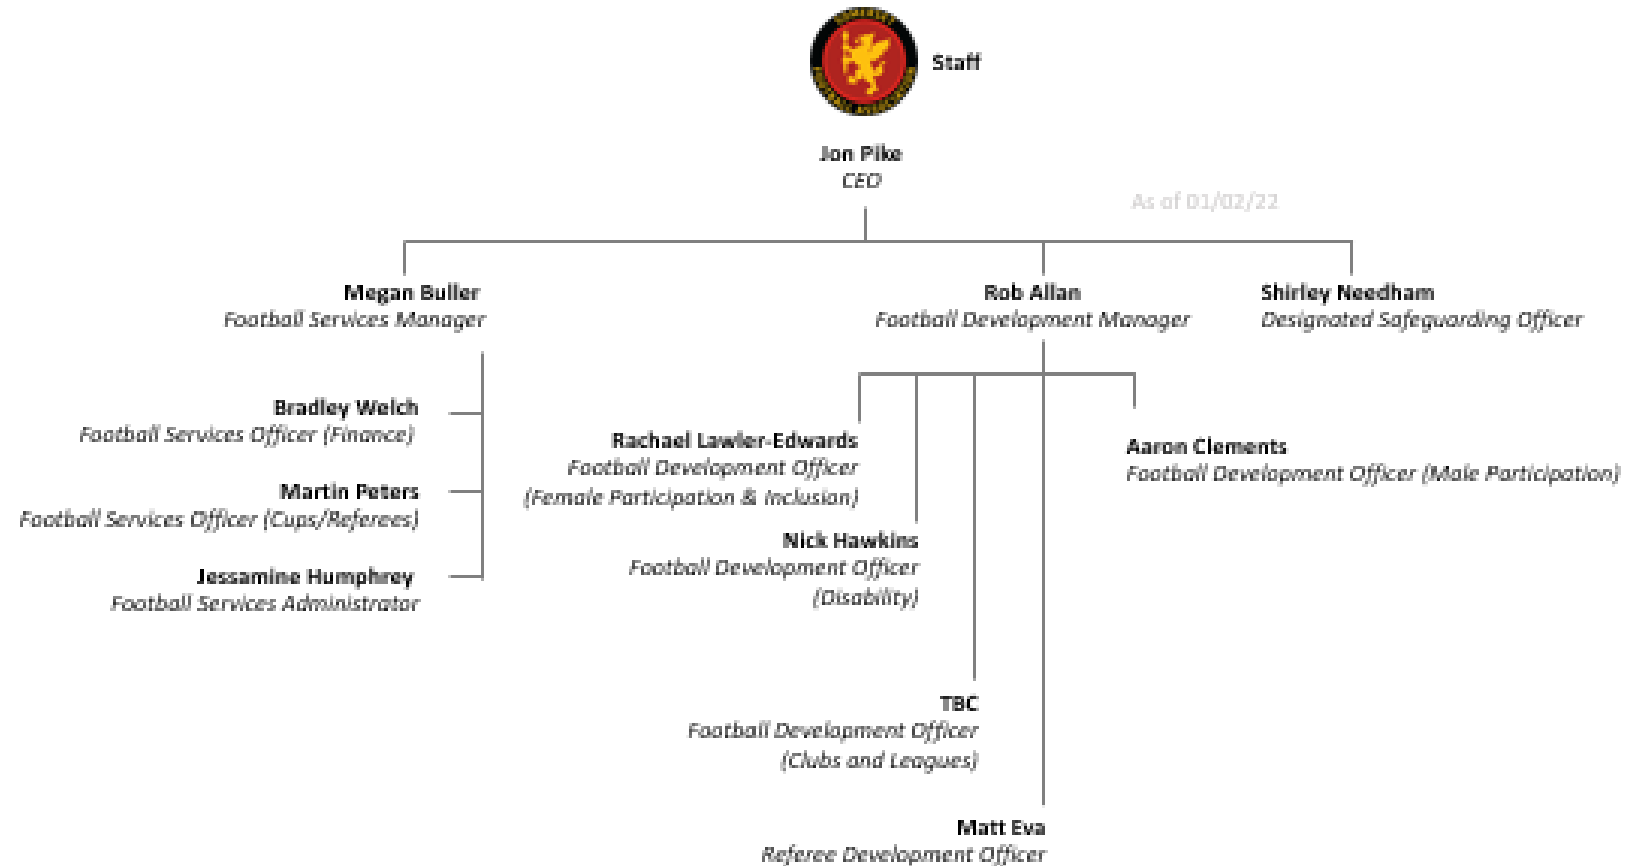 SOMERSET
FOOTBALL ASSOCIATION
Staff
Jon Pike
CEO
As of 01/02/22
Megan Buller
Football Services Manager
Rob Allan
Football Development Manager
Shirley Needham
Designated Safeguarding Officer
Bradley Welch
Football Services Officer (Finance)
Martin Peters
Football Services Officer (Cups/Referees)
Jessamine Humphrey
Football Services Administrator
Rachael Lawler-Edwards
Football Development Officer
(Female Participation & Inclusion)
Aaron Clements
Football Development Officer (Male Participation)
Nick Hawkins
Football Development Officer
(Disability)
TBC
Football Development Officer
(Clubs and Leagues)
Matt Eva
Referee Development Officer